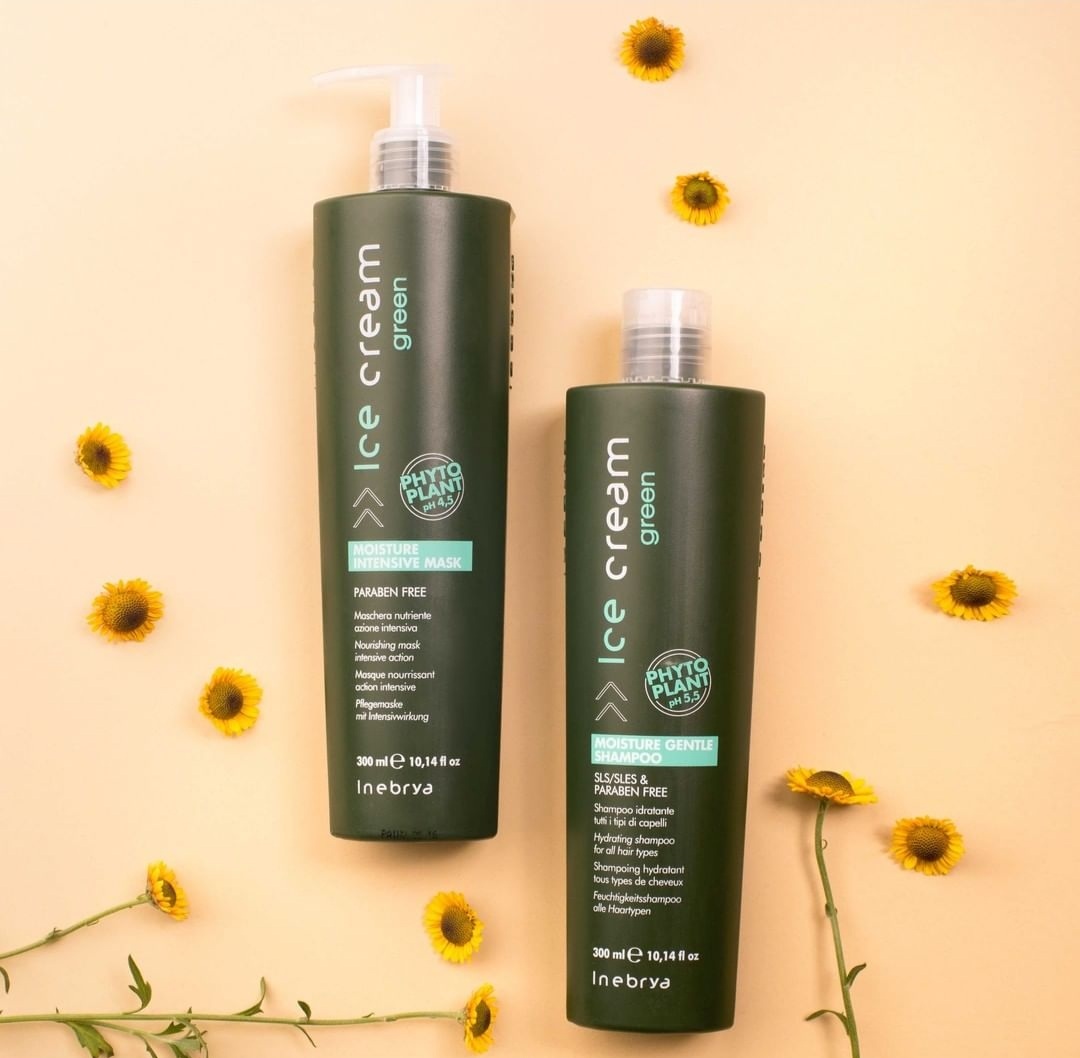 Ice cream
green
PHYTO
PLANT
pH 4,5
MOISTURE
INTENSIVE MASK
PARABEN FREE
Maschera nutriente
azione intensiva
Nourishing mask
intensive action
Masque nourrissant
action intensive
Pflegemaske
mit Intensivwirkung
300 ml e 10,14 fl oz
Inebrya
Ice cream
green
PHYTO
PLANT
pH 5,5
MOISTURE GENTLE
SHAMPOO
SLS/SLES &
PARABEN FREE
Shampoo idratante
tutti i tipi di capelli
Hydrating shampoo
for all hair types
Shampoing hydratant
tous types de cheveux
Feuchtigkeitsshampoo
alle Haartypen
300 ml e 10,14 fl oz
Inebrya